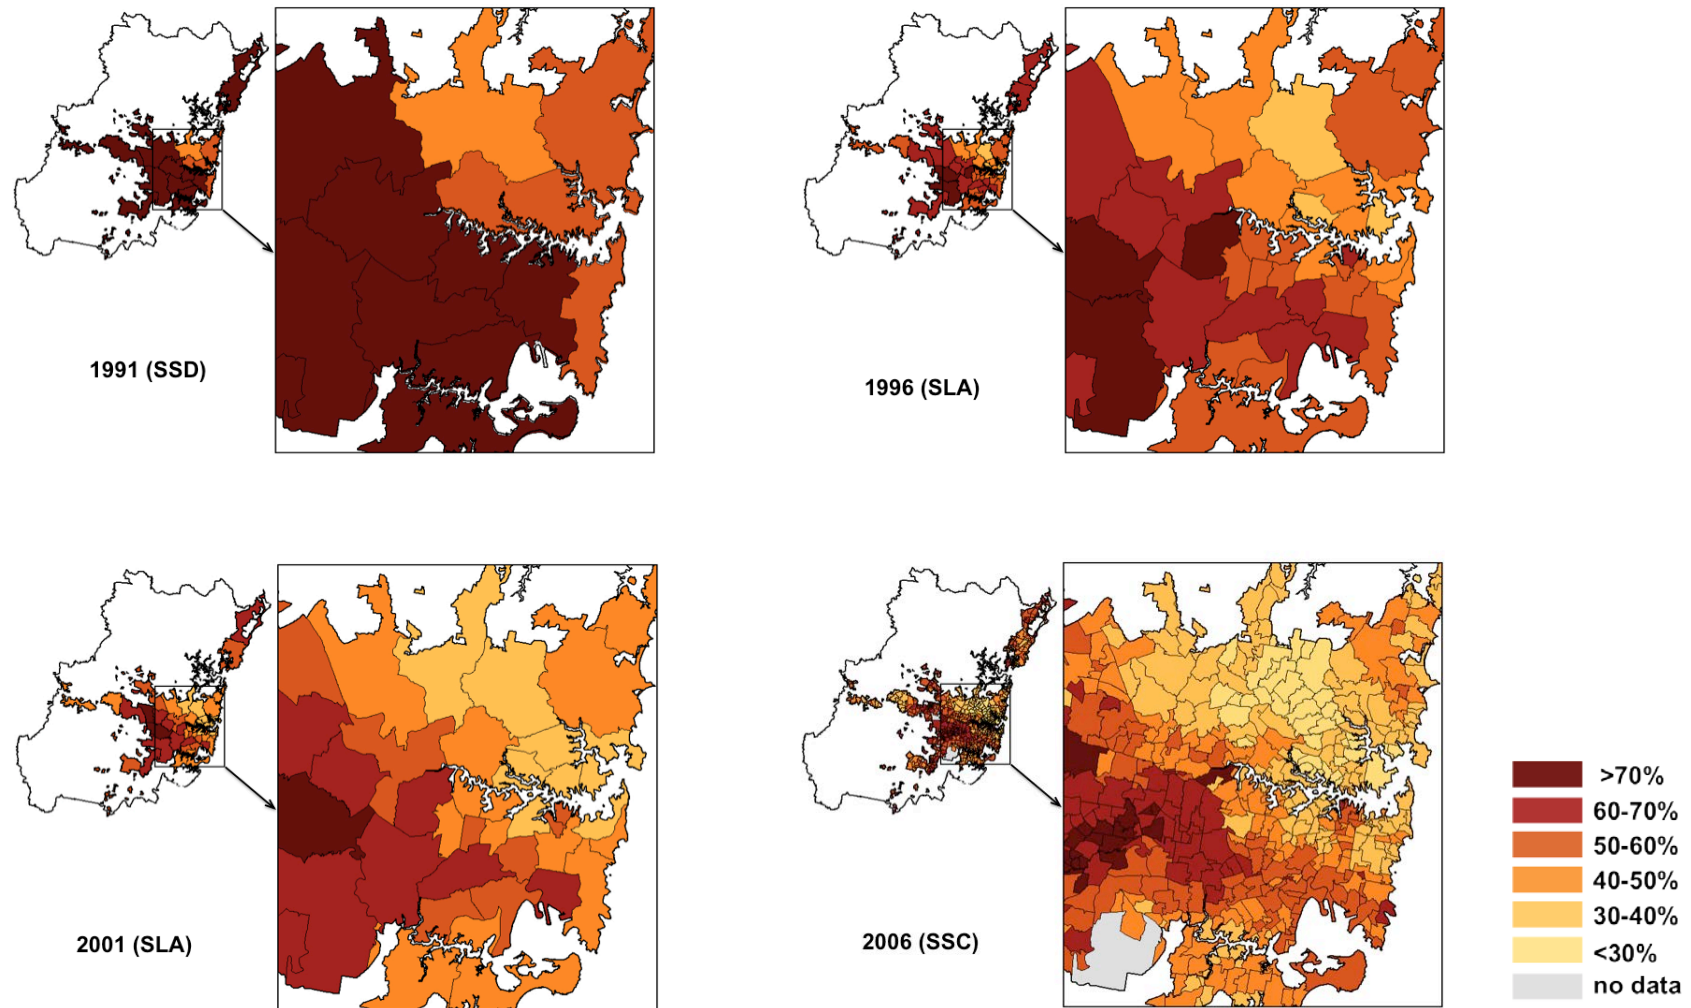 1991 (SSD)
1996 (SLA)
2001 (SLA)
2006 (SSC)
>70%
60-70%
50-60%
40-50%
30-40%
<30%
no data